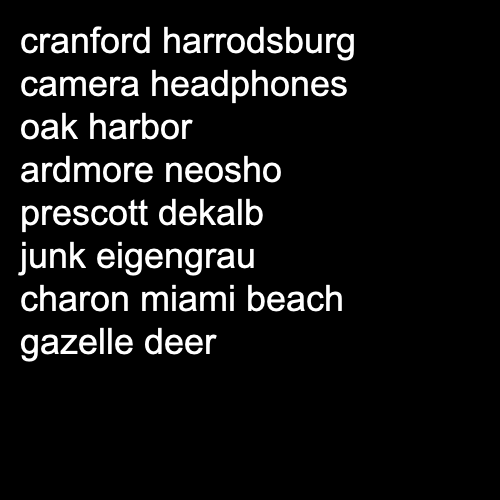 cranford harrodsburg
camera headphones
oak harbor
ardmore neosho
prescott dekalb
junk eigengrau
charon miami beach
gazelle deer